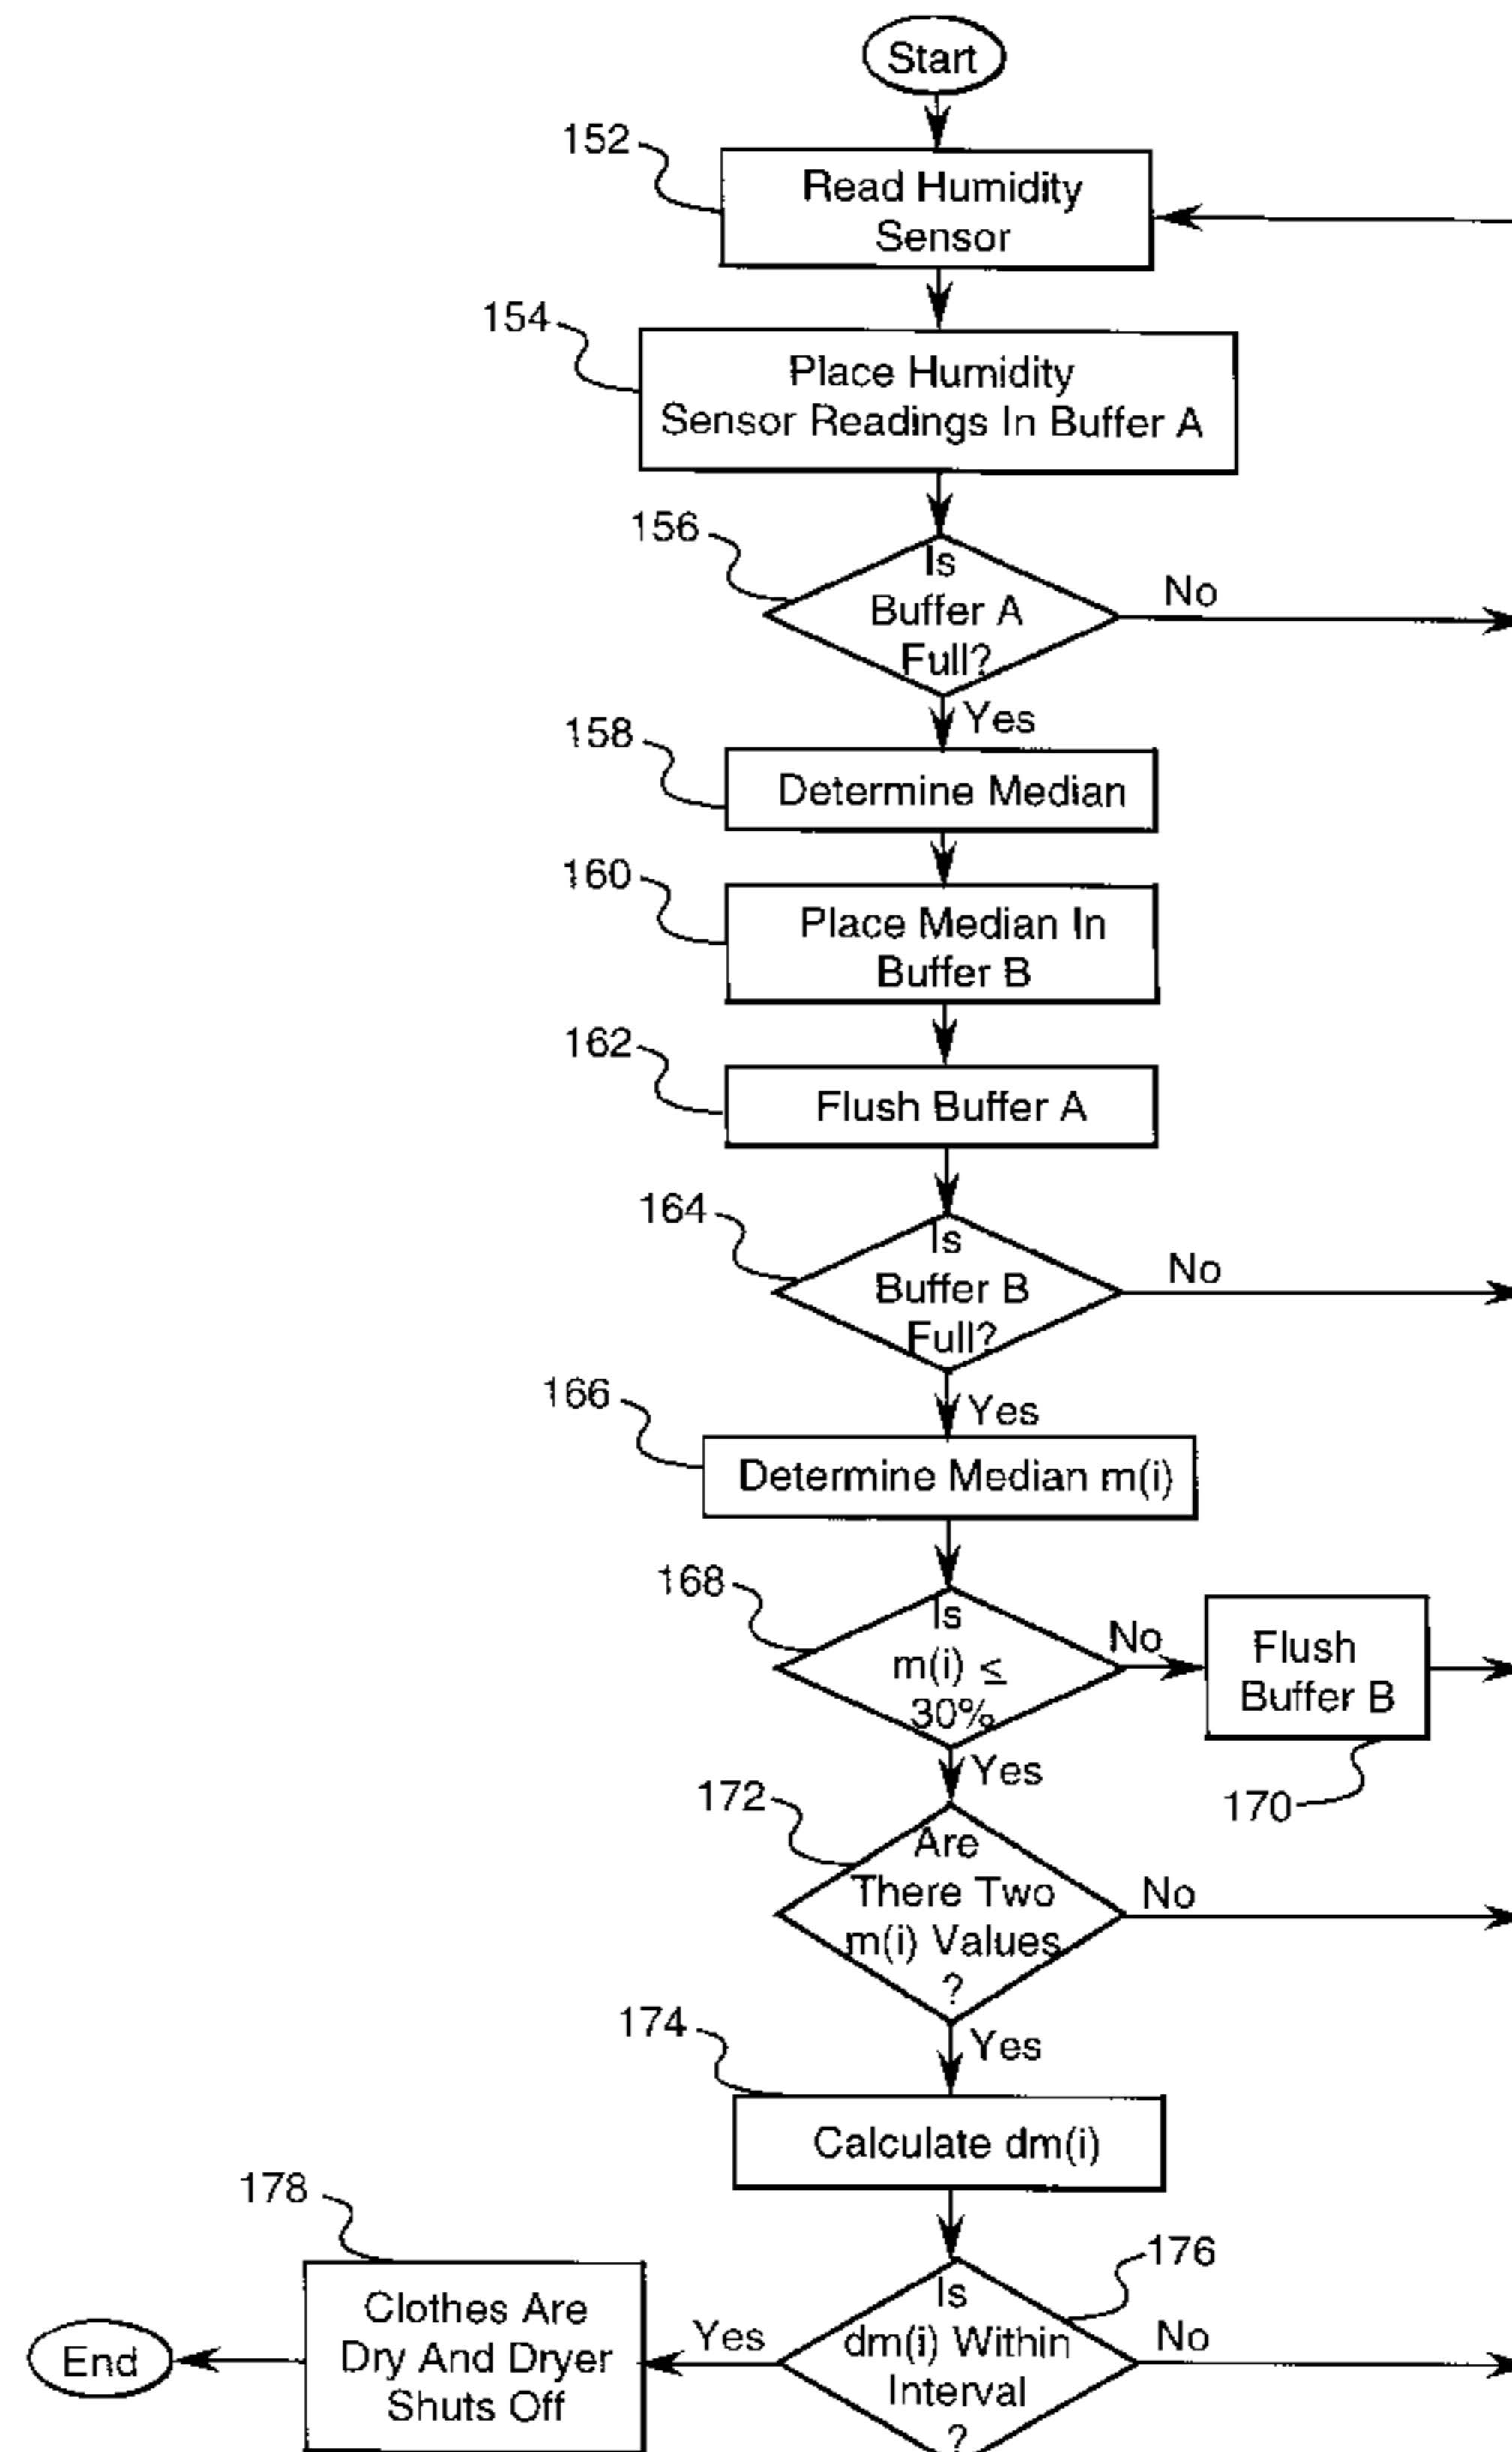 Start
152
Read Humidity
Sensor
154
Place Humidity
Sensor Readings In Buffer A
156
Is
Buffer A
Full?
No
Yes
158
Determine Median
160
Place Median In
Buffer B
162
Flush Buffer A
164
Is
Buffer B
Full?
No
Yes
166
Determine Median m(i)
168
Is
m(i) ≤
30%
No
Flush
Buffer B
170
Yes
172
Are
There Two
m(i) Values
?
No
Yes
174
Calculate dm(i)
176
Is
dm(i) Within
Interval
?
No
Yes
178
Clothes Are
Dry And Dryer
Shuts Off
End